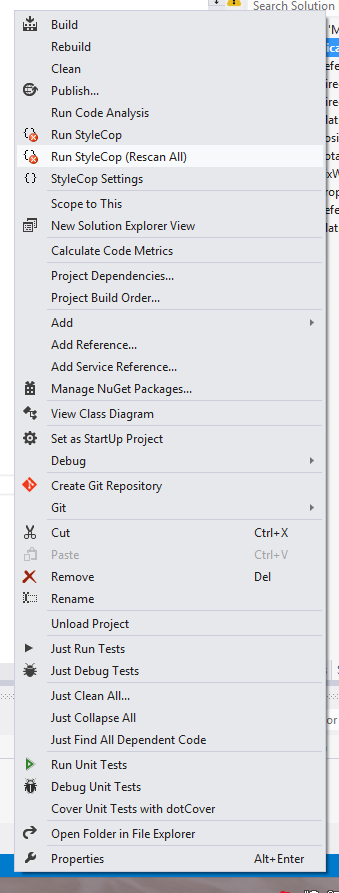 Search Solution
Build
Rebuild
Clean
Publish...
Run Code Analysis
Run StyleCop
Run StyleCop (Rescan All)
StyleCop Settings
Scope to This
New Solution Explorer View
Calculate Code Metrics
Project Dependencies...
Project Build Order...
Add
Add Reference...
Add Service Reference...
Manage NuGet Packages...
View Class Diagram
Set as StartUp Project
Debug
Create Git Repository
Git
Cut Ctrl+X
Paste Ctrl+V
Remove Del
Rename
Unload Project
Just Run Tests
Just Debug Tests
Just Clean All...
Just Collapse All
Just Find All Dependent Code
Run Unit Tests
Debug Unit Tests
Cover Unit Tests with dotCover
Open Folder in File Explorer
Properties Alt+Enter